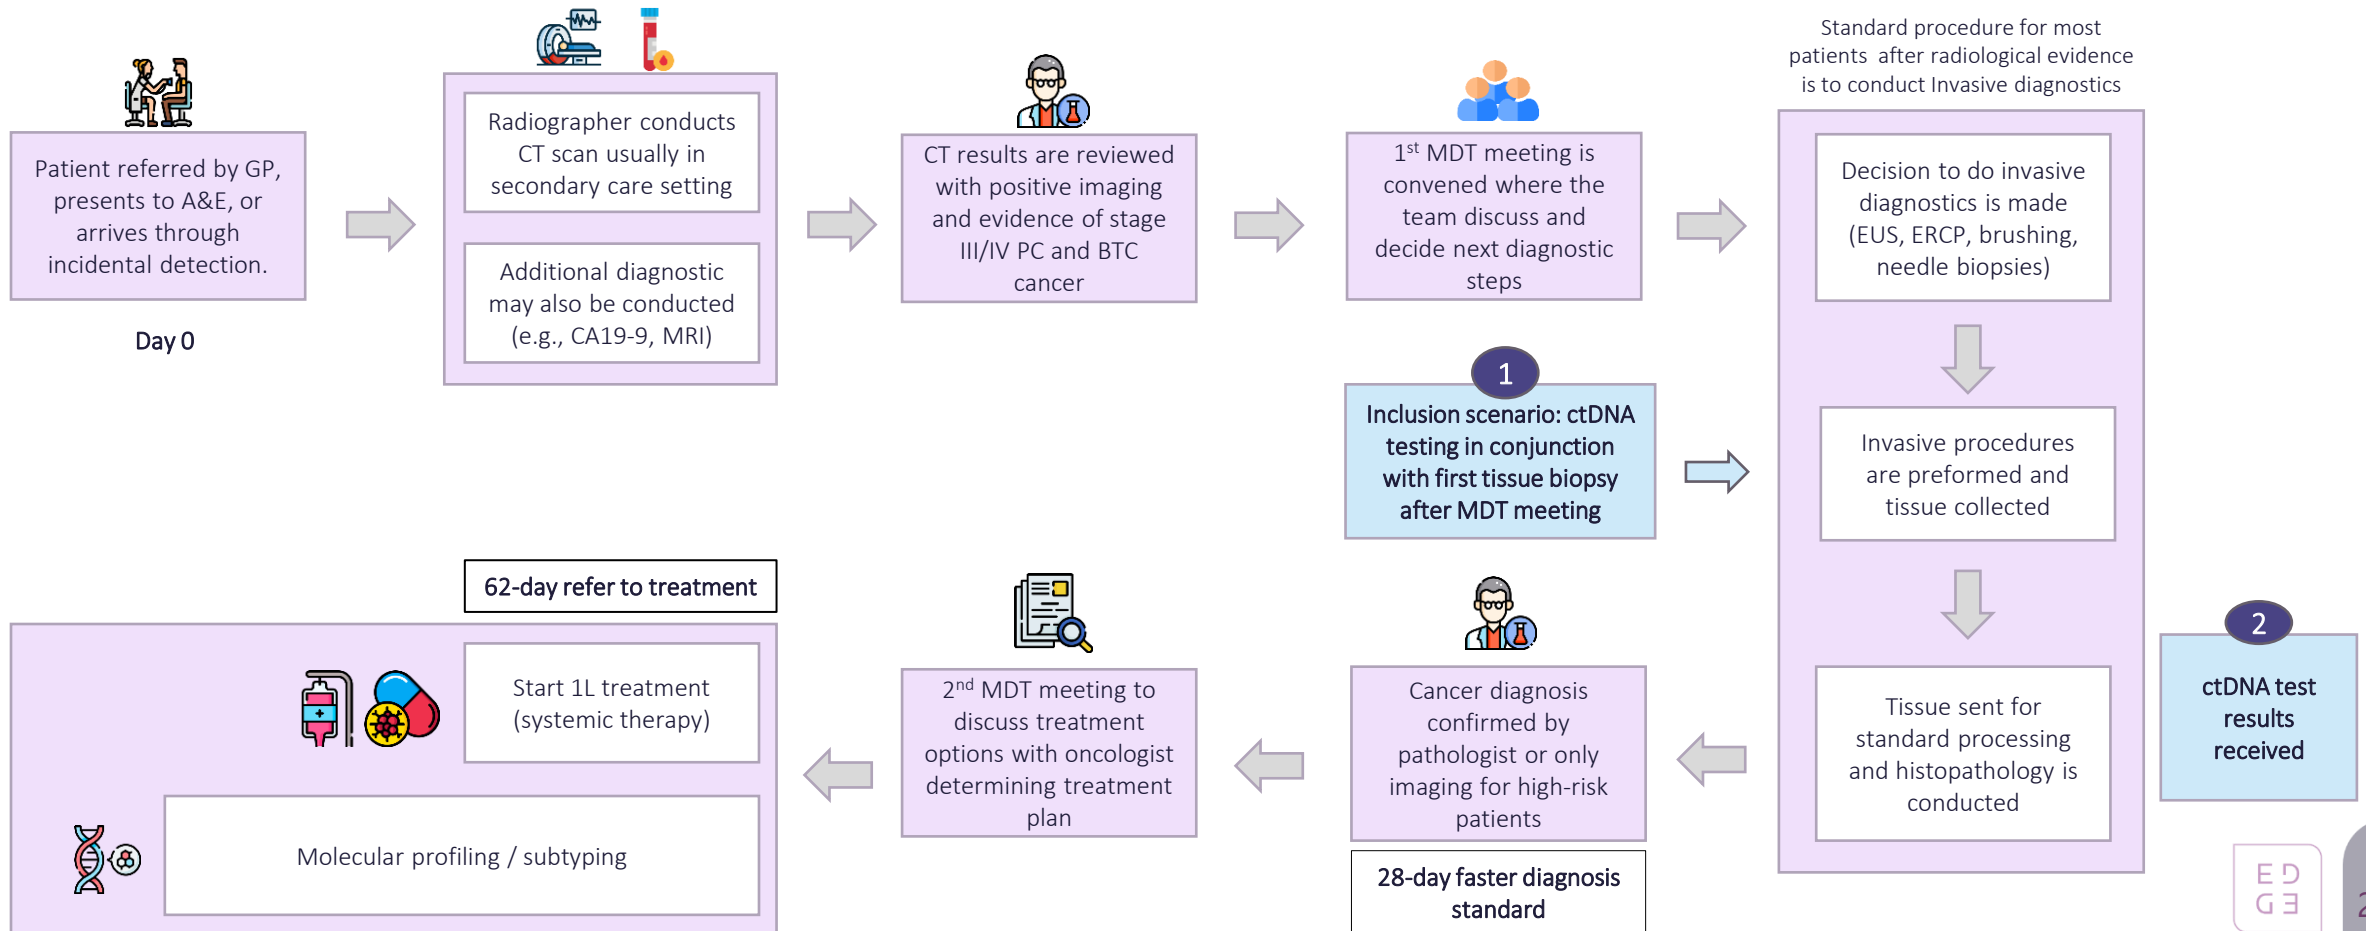 Patient referred by GP,
presents to A&E, or
arrives through
incidental detection.
Day 0
Radiographer conducts
CT scan usually in
secondary care setting
Additional diagnostic
may also be conducted
(e.g., CA19-9, MRI)
CT results are reviewed
with positive imaging
and evidence of stage
III/IV PC and BTC
cancer
1st MDT meeting is
convened where the
team discuss and
decide next diagnostic
steps
Standard procedure for most
patients after radiological evidence
is to conduct Invasive diagnostics
Decision to do invasive
diagnostics is made
(EUS, ERCP, brushing,
needle biopsies)
1
Inclusion scenario: ctDNA
testing in conjunction
with first tissue biopsy
after MDT meeting
Invasive procedures
are preformed and
tissue collected
Tissue sent for
standard processing
and histopathology is
conducted
2
ctDNA test
results
received
Cancer diagnosis
confirmed by
pathologist or only
imaging for high-risk
patients
28-day faster diagnosis
standard
2nd MDT meeting to
discuss treatment
options with oncologist
determining treatment
plan
62-day refer to treatment
Start 1L treatment
(systemic therapy)
Molecular profiling / subtyping
ED
GE